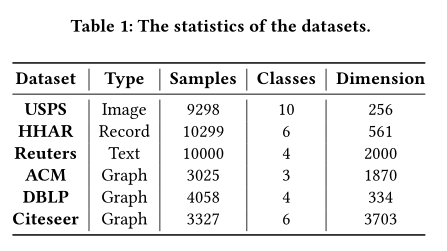 Table 1: The statistics of the datasets.
Dataset Type Samples Classes Dimension
USPS Image 9298 10 256
HHAR Record 10299 6 561
Reuters Text 10000 4 2000
ACM Graph 3025 3 1870
DBLP Graph 4058 4 334
Citeseer Graph 3327 6 3703